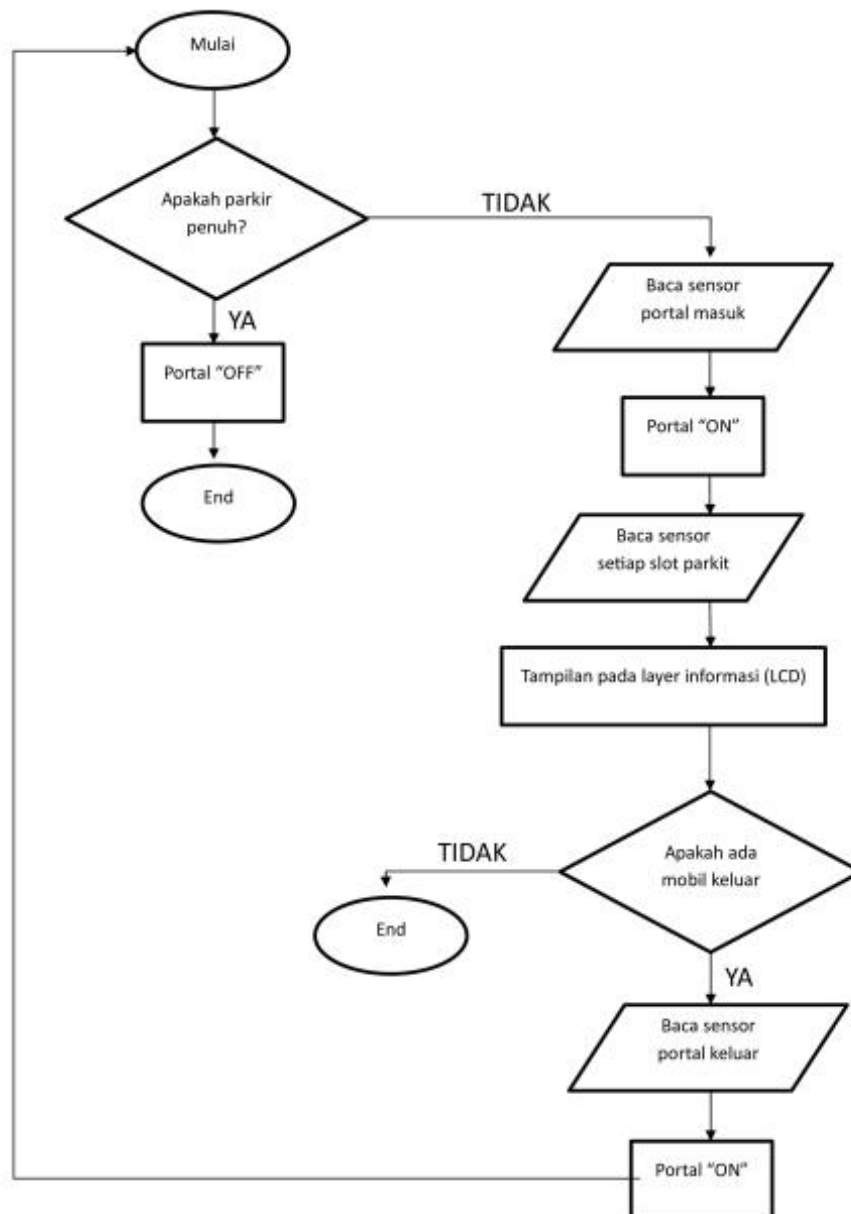 Mulai
Apakah parkir
penuh?
TIDAK
YA
Portal “OFF”
End
Baca sensor
portal masuk
Portal “ON”
Baca sensor
setiap slot parkit
Tampilan pada layer informasi (LCD)
Apakah ada
mobil keluar
TIDAK
End
YA
Baca sensor
portal keluar
Portal “ON”